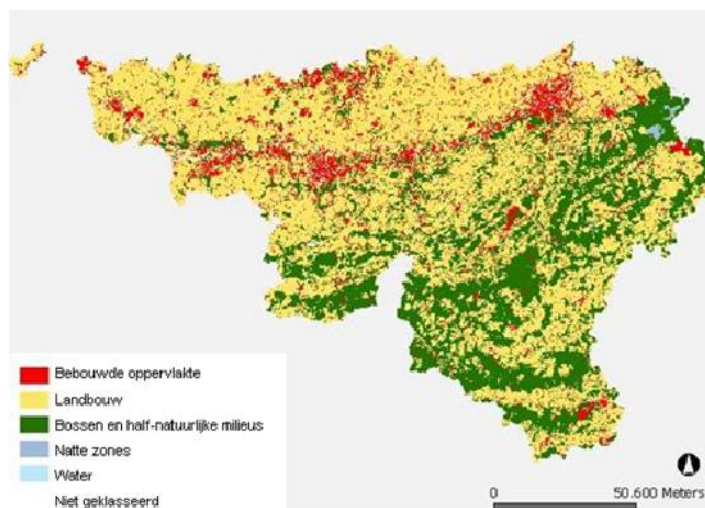 Bebouwde oppervlakte
Landbouw
Bossen en half-natuurlijke milieus
Natte zones
Water
Niet geklasseerd
0 50.600 Meters